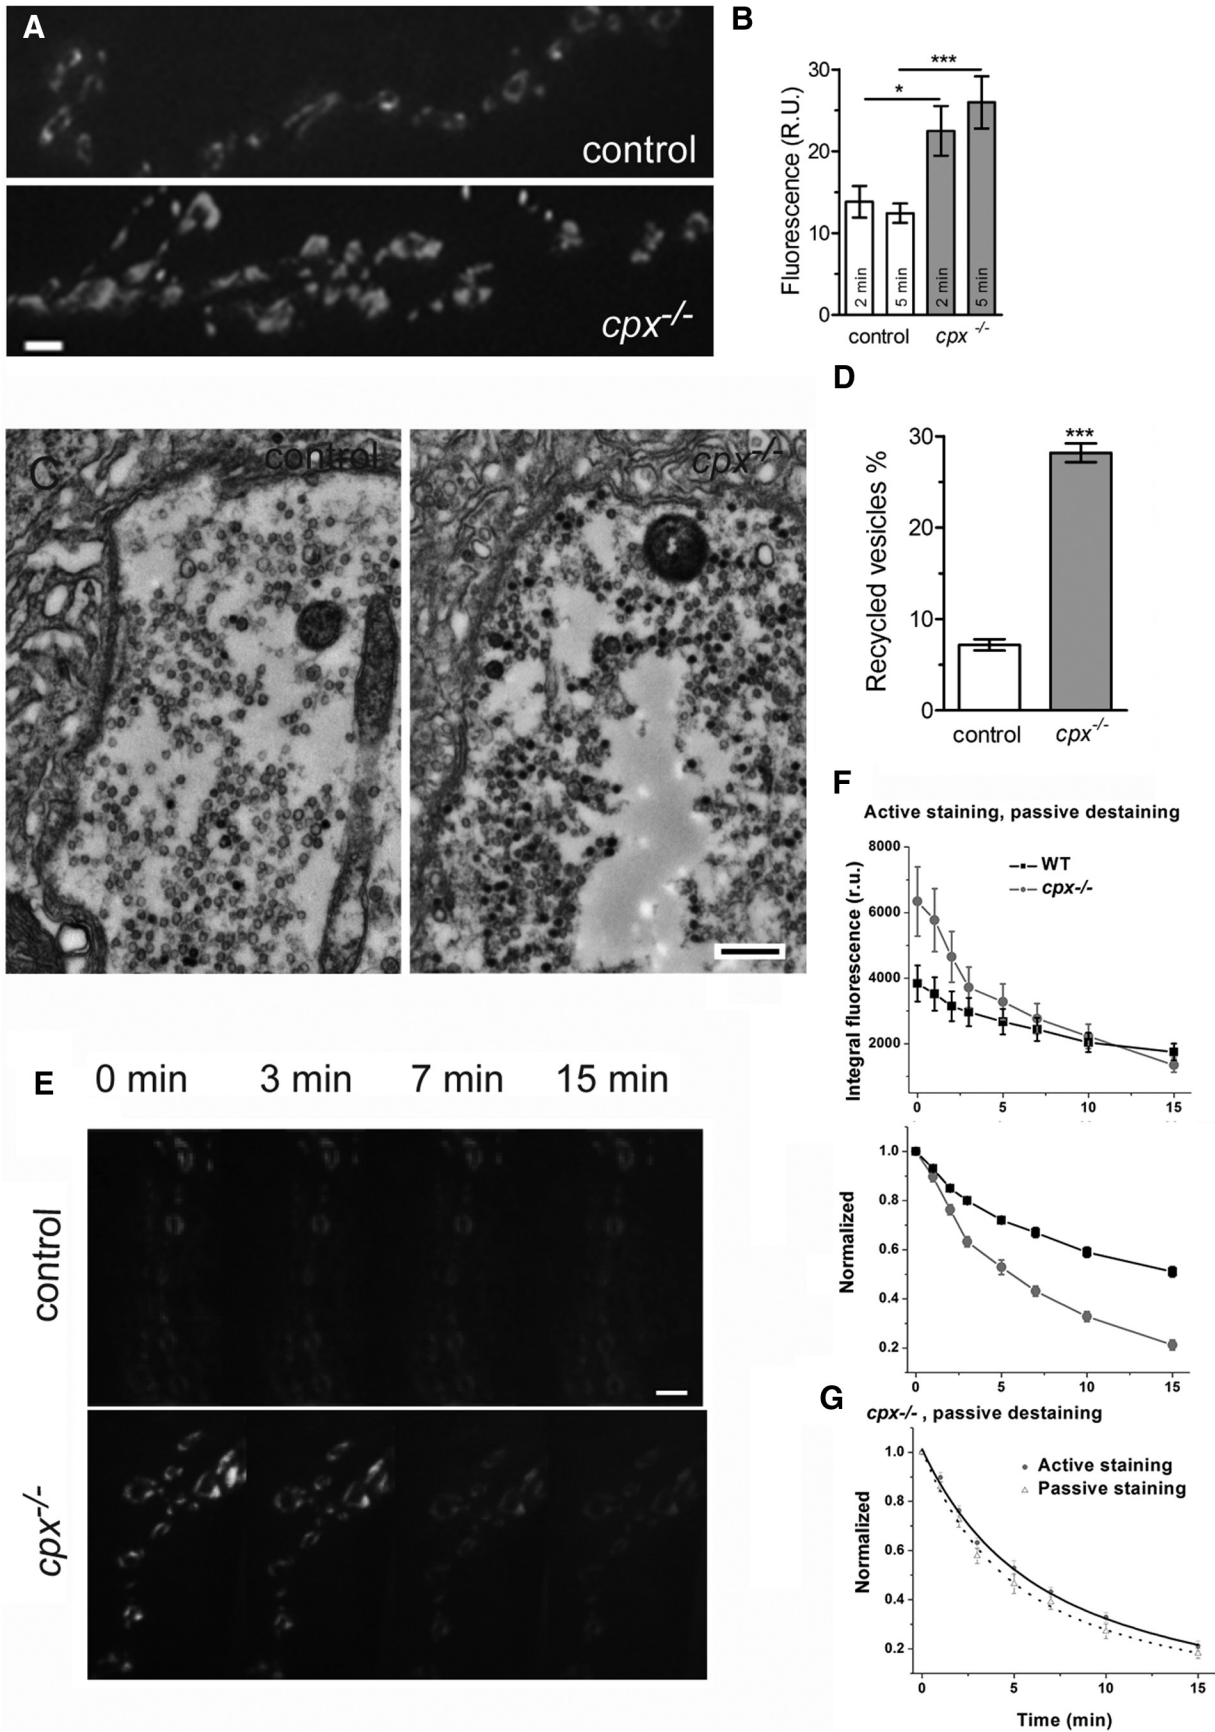 A
control
cpx-/-
B
Fluorescence (R.U.)
30
20
10
0
*
***
2 min
5 min
2 min
5 min
control
cpx -/-
C
control
cpx-/-
D
Recycled vesicles %
30
20
10
0
***
control
cpx-/-
E
0 min
3 min
7 min
15 min
control
cpx-/-
F
Active staining, passive destaining
Integral fluorescence (r.u.)
8000
6000
4000
2000
WT
cpx-/-
0
5
10
15
Normalized
1.0
0.8
0.6
0.4
0.2
0
5
10
15
G
cpx-/- , passive destaining
Normalized
1.0
0.8
0.6
0.4
0.2
Active staining
Passive staining
0
5
10
15
Time (min)